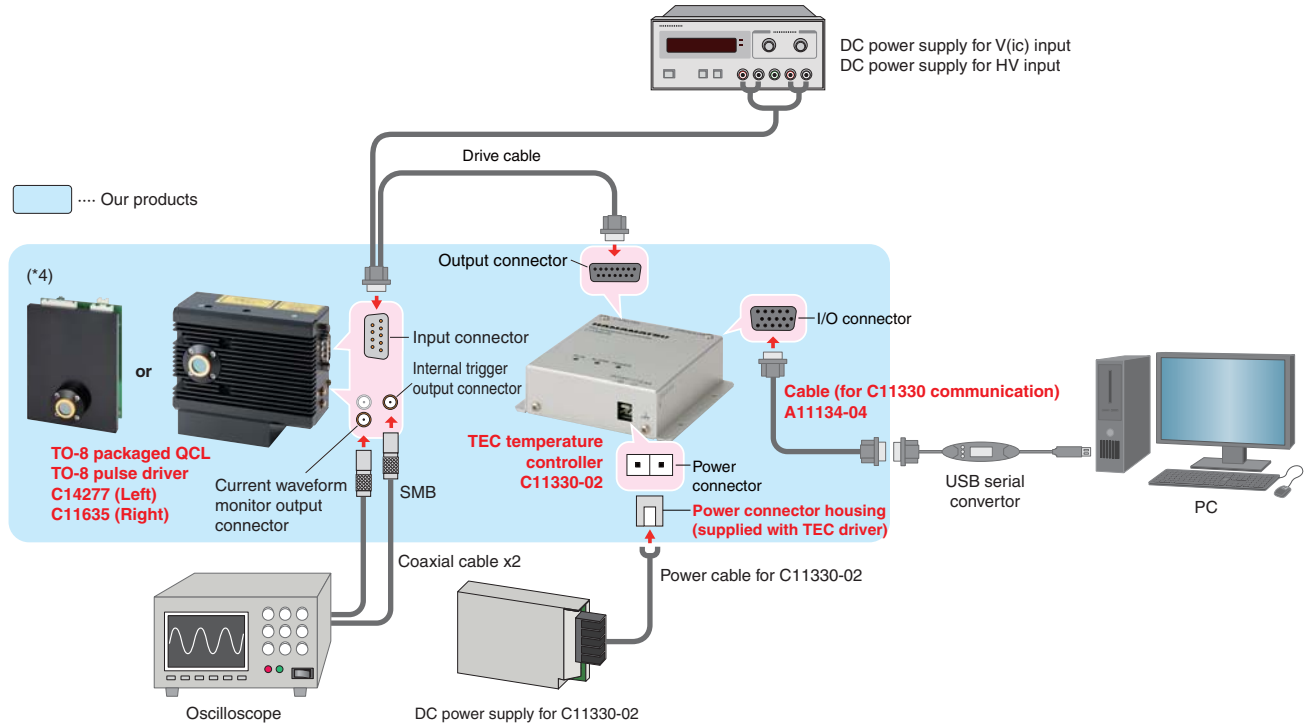 DC power supply for V(ic) input
DC power supply for HV input
Drive cable
···· Our products
(*4)
or
Output connector
Input connector
Internal trigger
output connector
I/O connector
HAMAMATSU
TO-8 packaged QCL
TO-8 pulse driver
C14277 (Left)
C11635 (Right)
Current waveform
monitor output
connector
SMB
TEC temperature
controller
C11330-02
Power
connector
Power connector housing
(supplied with TEC driver)
Cable (for C11330 communication)
A11134-04
USB serial
convertor
PC
Coaxial cable x2
Power cable for C11330-02
Oscilloscope
DC power supply for C11330-02